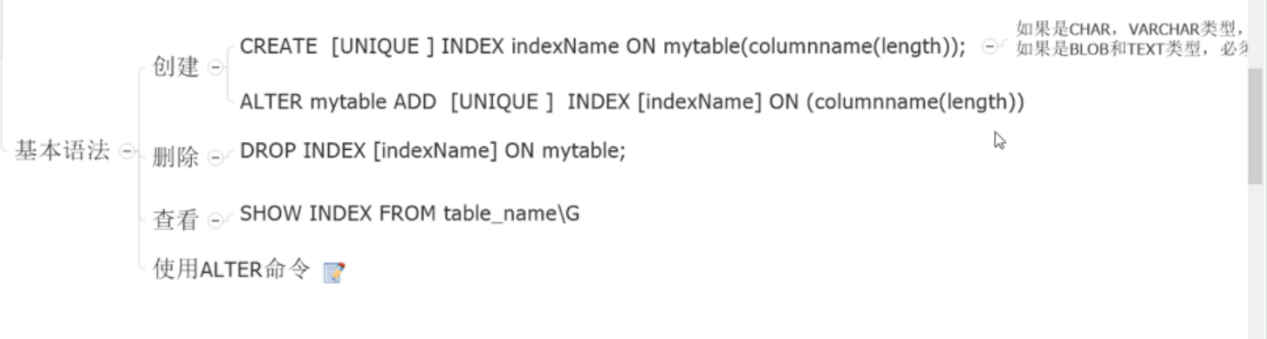 创建
CREATE  [UNIQUE ] INDEX indexName ON mytable(columnname(length));
如果是CHAR，VARCHAR类型，
如果是BLOB和TEXT类型，必
ALTER mytable ADD  [UNIQUE ]  INDEX [indexName] ON (columnname(length))
基本语法
删除
DROP INDEX [indexName] ON mytable;
查看
SHOW INDEX FROM table_name\G
使用ALTER命令